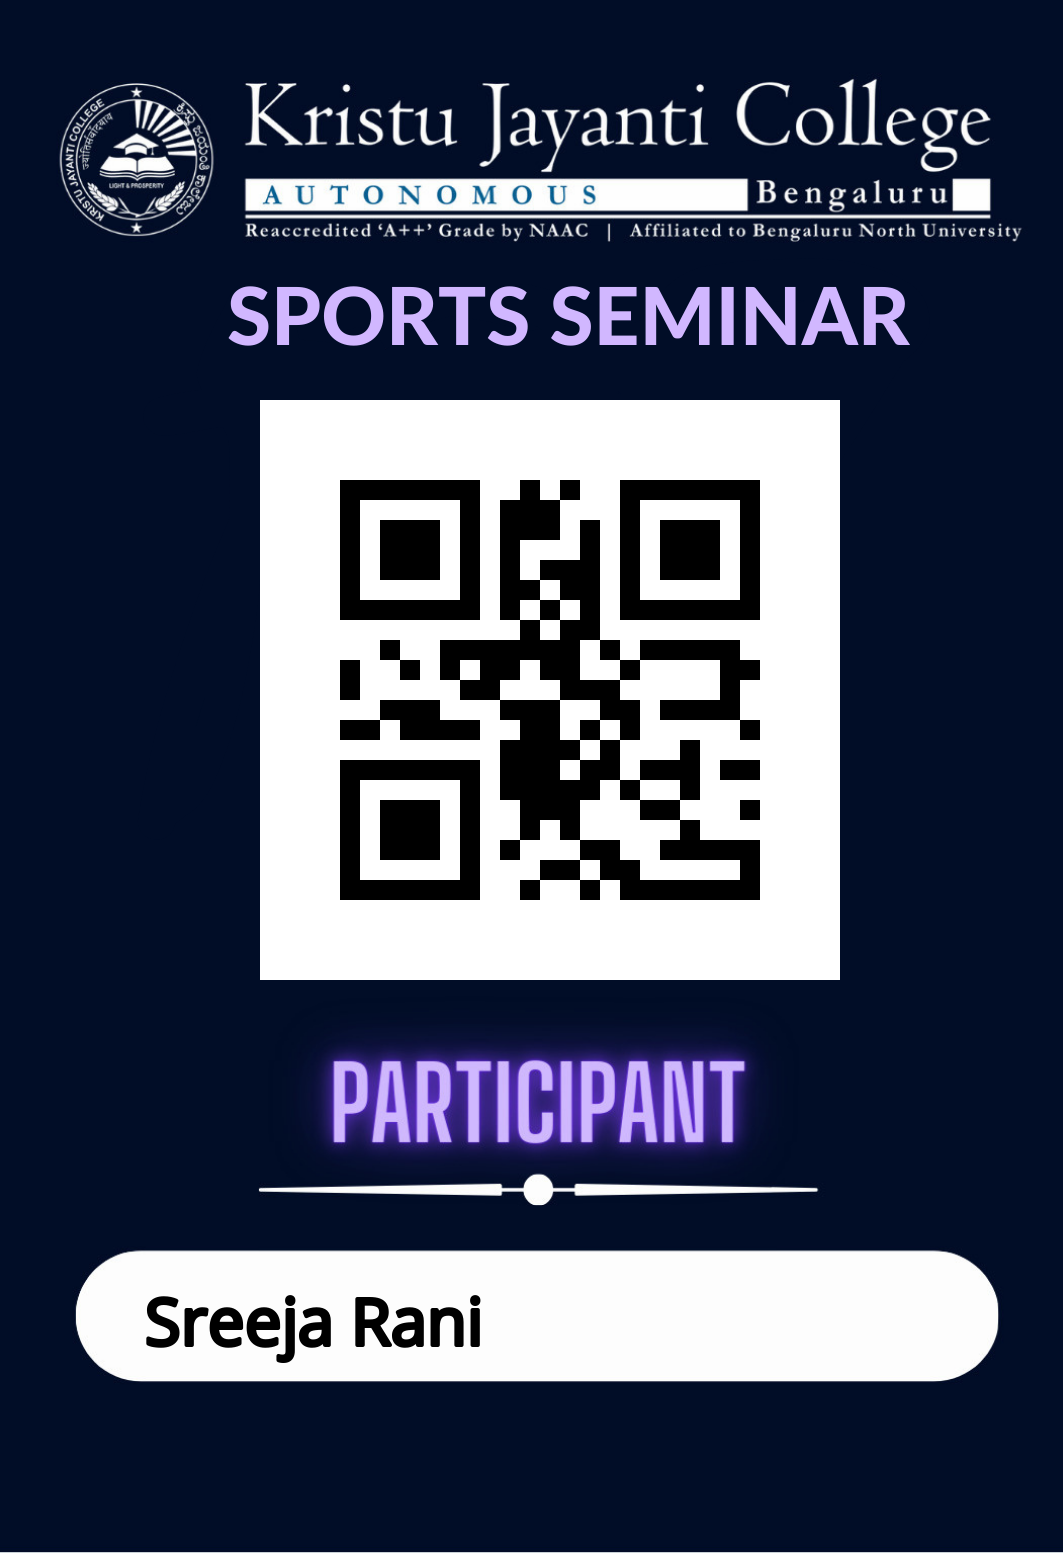 KRISTU JAYANTI COLLEGE
LIGHT & PROSPERITY
Kristu Jayanti College
AUTONOMOUS Bengaluru
Reaccredited ‘A++’ Grade by NAAC | Affiliated to Bengaluru North University
SPORTS SEMINAR
PARTICIPANT
Sreeja Rani